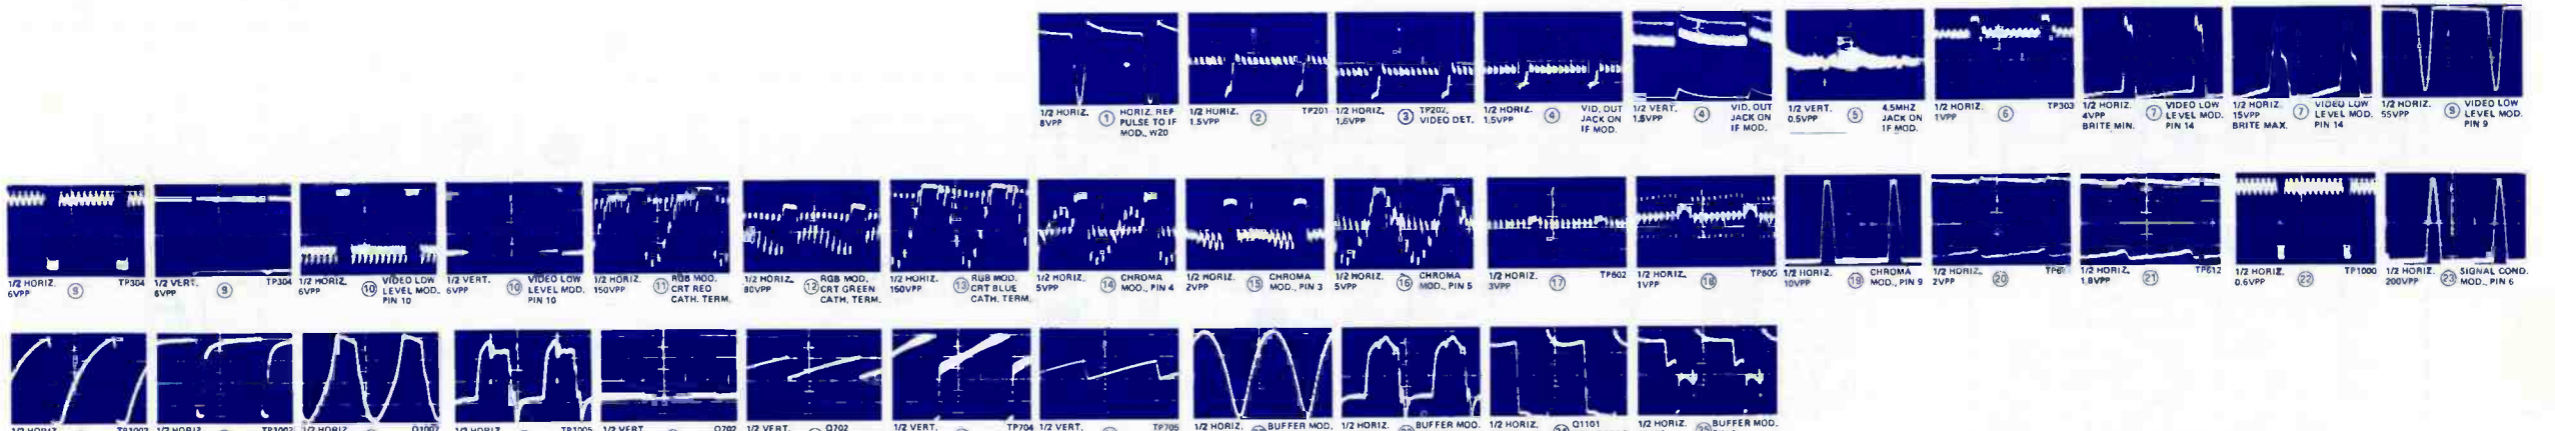 1/2 HORIZ. 8VPP ① HORIZ. REF PULSE TO IF MOD., W20
1/2 HORIZ. 1.5VPP ② TP201
1/2 HORIZ. 1.6VPP ③ TP202, VIDEO DET.
1/2 HORIZ. 1.5VPP ④ VID. OUT JACK ON IF MOD.
1/2 VERT. 1.5VPP ④ VID. OUT JACK ON IF MOD.
1/2 VERT. 0.5VPP ⑤ 4.5MHZ JACK ON IF MOD.
1/2 HORIZ. 1VPP ⑥ TP303
1/2 HORIZ. 4VPP BRITE MIN. ⑦ VIDEO LOW LEVEL MOD. PIN 14
1/2 HORIZ. 15VPP BRITE MAX. ⑦ VIDEO LOW LEVEL MOD. PIN 14
1/2 HORIZ. 55VPP VIDEO LOW LEVEL MOD. PIN 9
1/2 HORIZ. 6VPP ⑨ TP304
1/2 VERT. 6VPP ⑨ TP304
1/2 HORIZ. 6VPP ⑩ VIDEO LOW LEVEL MOD. PIN 10
1/2 VERT. 6VPP ⑩ VIDEO LOW LEVEL MOD. PIN 10
1/2 HORIZ. 150VPP ⑪ RGB MOD. CRT RED CATH. TERM.
1/2 HORIZ. 80VPP ⑫ RGB MOD. CRT GREEN CATH. TERM.
1/2 HORIZ. 150VPP ⑬ RGB MOD. CRT BLUE CATH. TERM.
1/2 HORIZ. 5VPP ⑭ CHROMA MOD., PIN 4
1/2 HORIZ. 2VPP ⑮ CHROMA MOD., PIN 3
1/2 HORIZ. 5VPP ⑯ CHROMA MOD., PIN 5
1/2 HORIZ. 3VPP ⑰ TP602
1/2 HORIZ. 1VPP ⑱
1/2 HORIZ. 10VPP ⑲ CHROMA MOD., PIN 9
1/2 HORIZ. 2VPP ⑳
1/2 HORIZ. 1.8VPP ㉑ TP612
1/2 HORIZ. 0.6VPP ㉒ TP1000
1/2 HORIZ. 200VPP ㉓ SIGNAL COND. MOD., PIN 6
1/2 HORIZ.
1/2 HORIZ.
1/2 HORIZ.
1/2 HORIZ. TP1005
1/2 VERT. Q702
1/2 VERT. Q702
1/2 VERT. TP704
1/2 VERT. TP705
1/2 HORIZ. BUFFER MOD.
1/2 HORIZ. BUFFER MOD.
1/2 HORIZ. Q1101
1/2 HORIZ. BUFFER MOD.